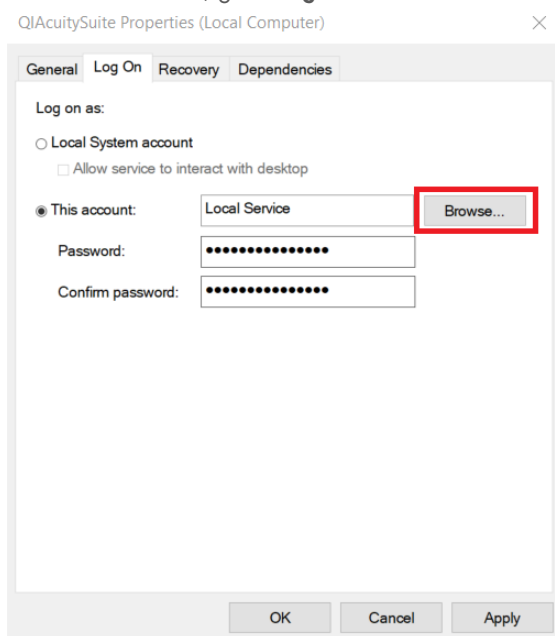 QIAcuitySuite Properties (Local Computer)
General Log On Recovery Dependencies
Log on as:
Local System account
Allow service to interact with desktop
This account: Local Service Browse...
Password: •••••••••••••••
Confirm password: •••••••••••••••
OK Cancel Apply